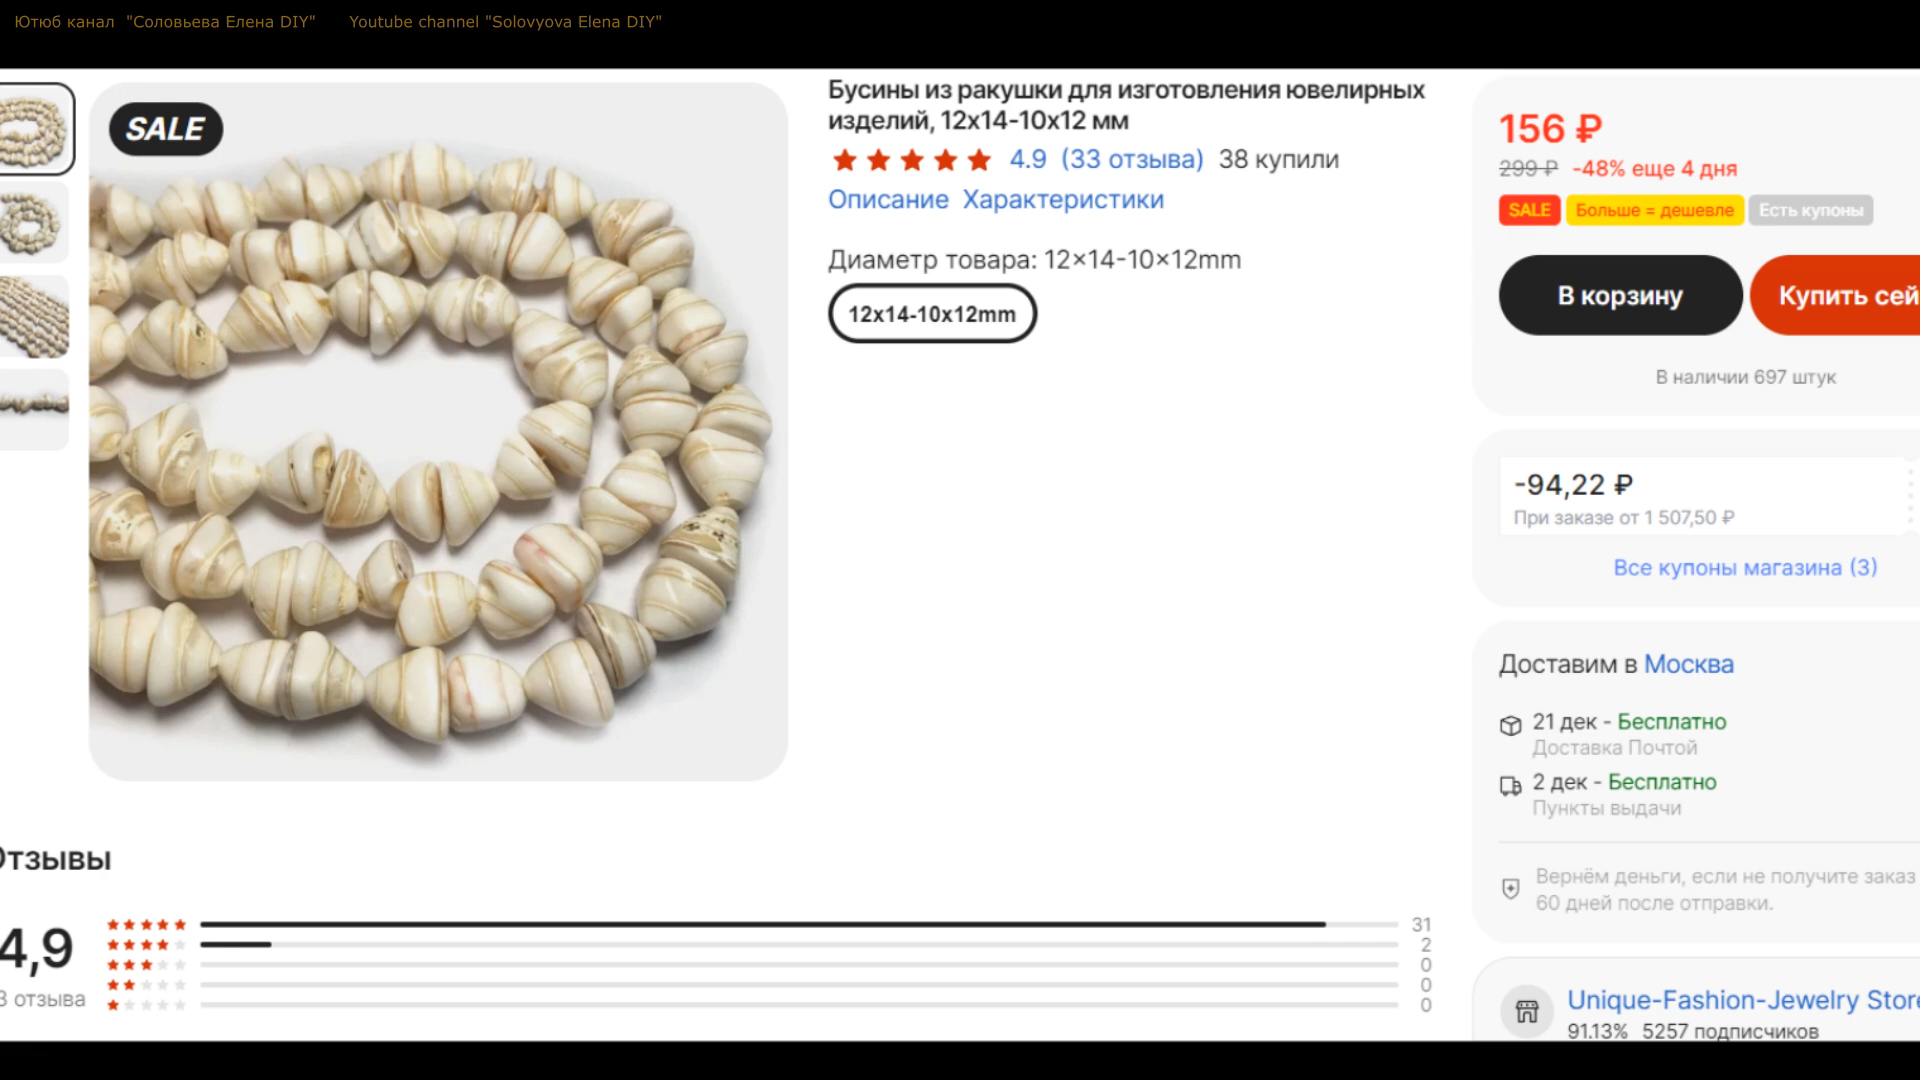 Ютюб канал "Соловьева Елена DIY" Youtube channel "Solovyova Elena DIY"
SALE
Бусины из ракушки для изготовления ювелирных
изделий, 12x14-10x12 мм
4.9 (33 отзыва) 38 купили
Описание Характеристики
Диаметр товара: 12×14-10×12mm
12x14-10x12mm
156 ₽
299 ₽ -48% еще 4 дня
SALE Больше = дешевле Есть купоны
В корзину
Купить сей
В наличии 697 штук
-94,22 ₽
При заказе от 1 507,50 ₽
Все купоны магазина (3)
Доставим в Москва
21 дек - Бесплатно
Доставка Почтой
2 дек - Бесплатно
Пункты выдачи
Вернём деньги, если не получите заказ
60 дней после отправки.
Unique-Fashion-Jewelry Store
91.13% 5257 подписчиков
Отзывы
4,9
3 отзыва
31
2
0
0
0